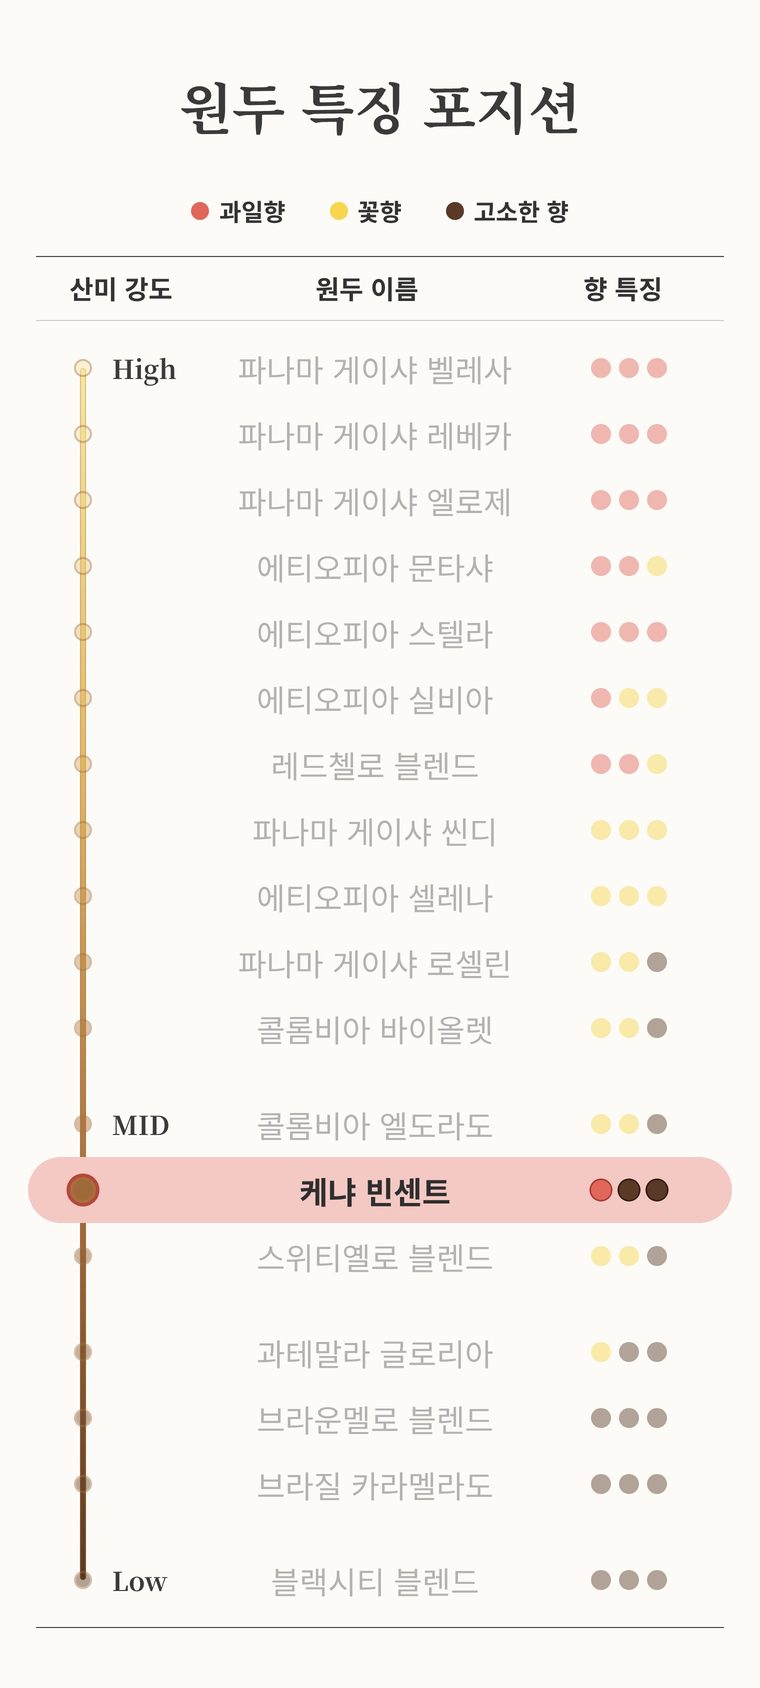 원두 특징 포지션
과일향 꽃향 고소한 향
산미 강도 원두 이름 향 특징
High 파나마 게이샤 벨레사
파나마 게이샤 레베카
파나마 게이샤 엘로제
에티오피아 문타샤
에티오피아 스텔라
에티오피아 실비아
레드첼로 블렌드
파나마 게이샤 씬디
에티오피아 셀레나
파나마 게이샤 로셀린
콜롬비아 바이올렛
MID 콜롬비아 엘도라도
케냐 빈센트
스위티옐로 블렌드
과테말라 글로리아
브라운멜로 블렌드
브라질 카라멜라도
Low 블랙시티 블렌드